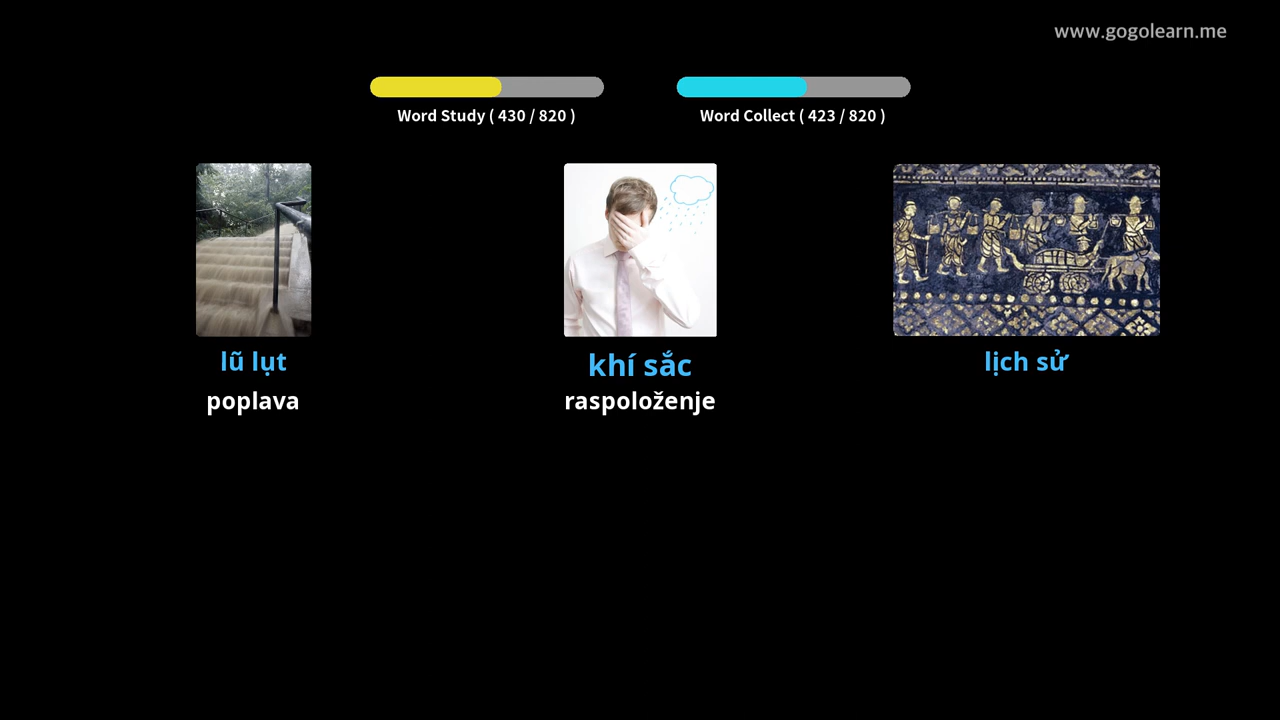 www.gogolearn.me
Word Study ( 430 / 820 )
Word Collect ( 423 / 820 )
lũ lụt
poplava
khí sắc
raspoloženje
lịch sử